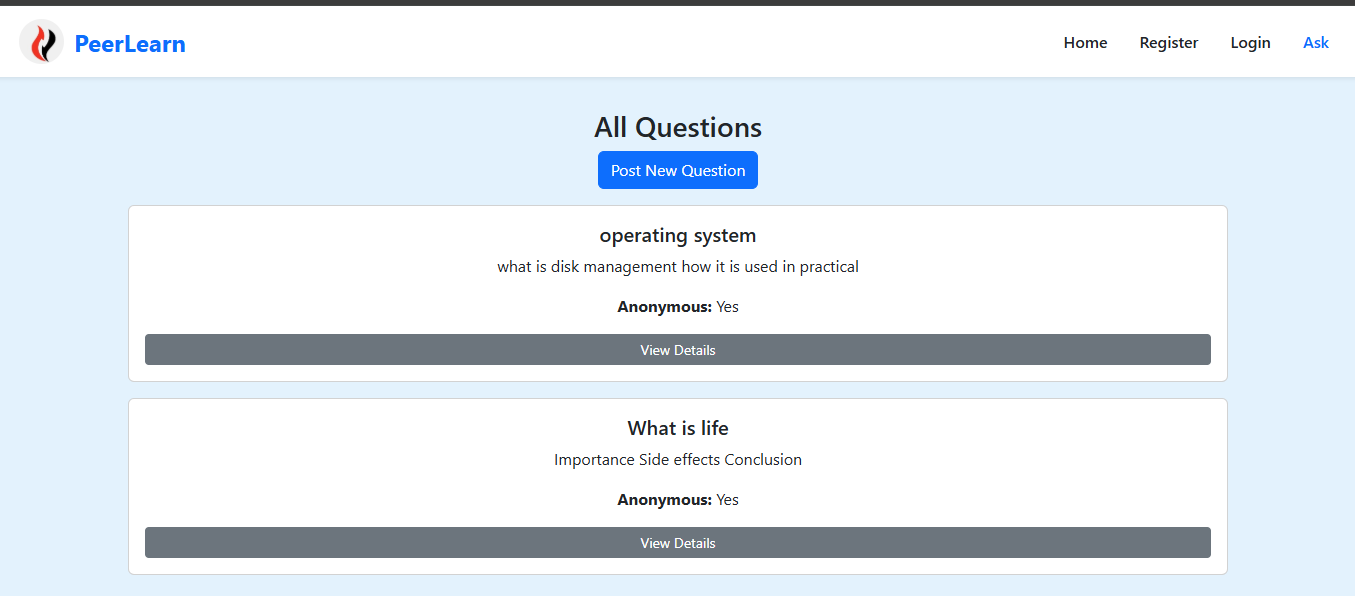 PeerLearn
Home Register Login Ask
All Questions
Post New Question
operating system
what is disk management how it is used in practical
Anonymous: Yes
View Details
What is life
Importance Side effects Conclusion
Anonymous: Yes
View Details